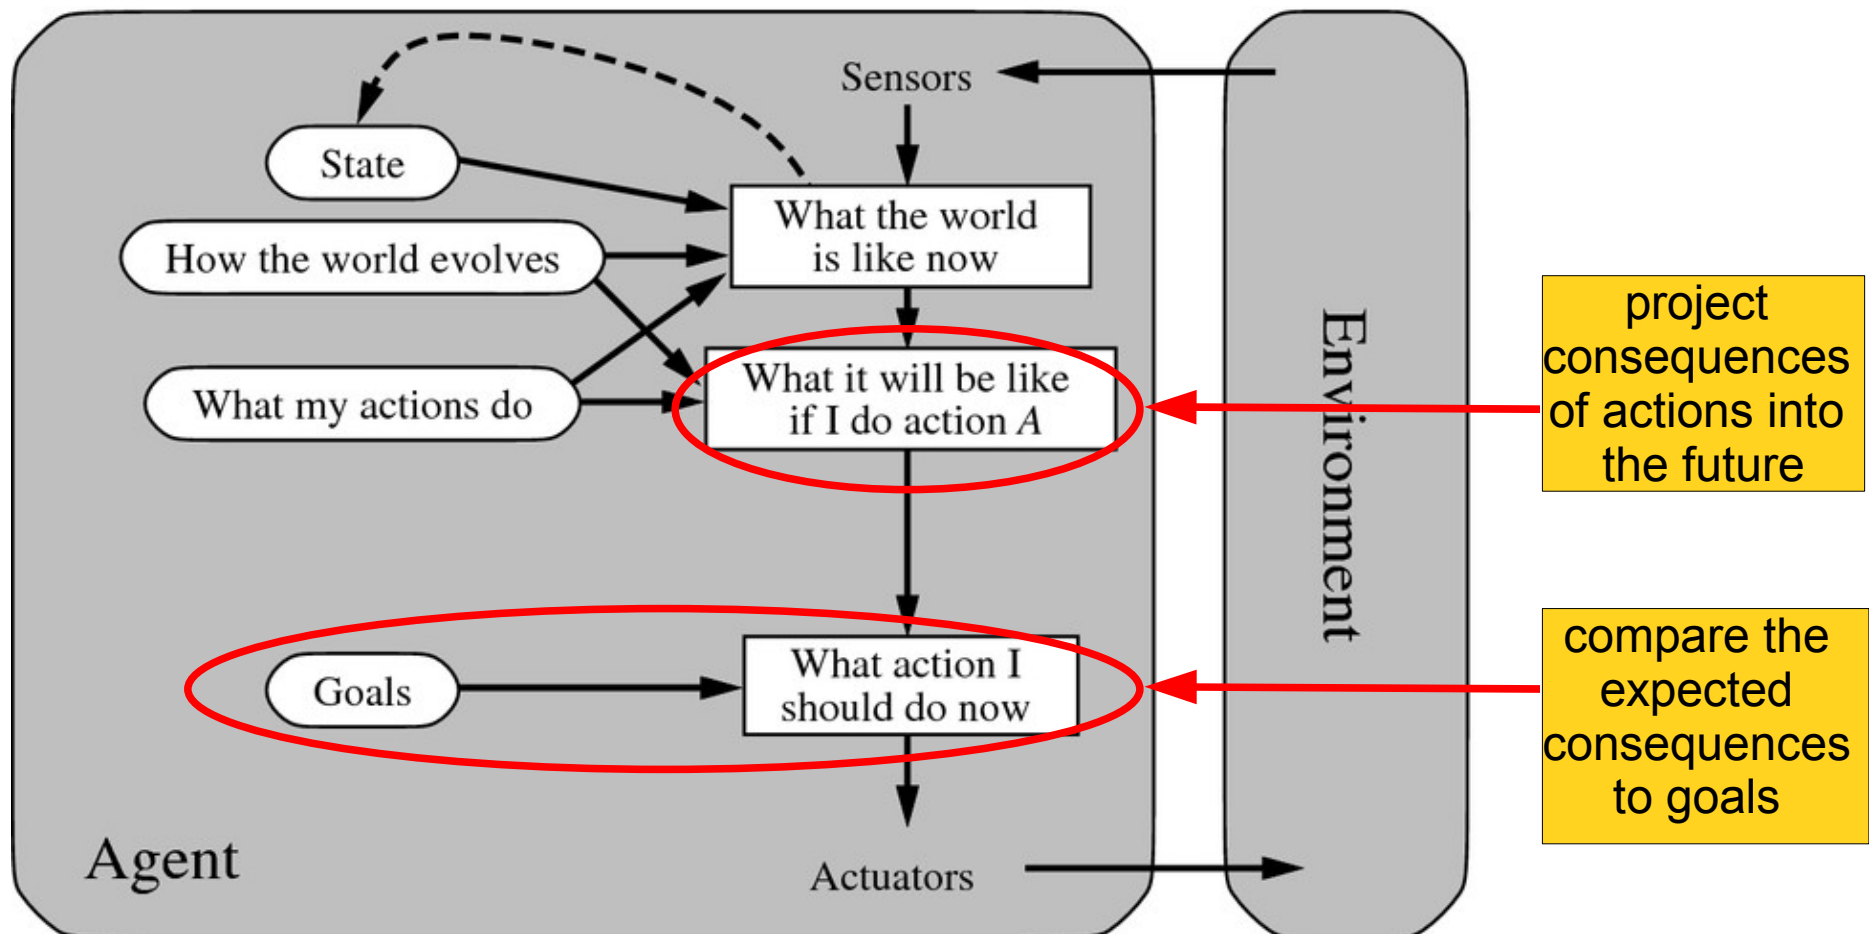 Sensors
State
What the world
is like now
How the world evolves
What my actions do
What it will be like
if I do action A
Goals
What action I
should do now
Agent
Actuators
Environment
project
consequences
of actions into
the future
compare the
expected
consequences
to goals